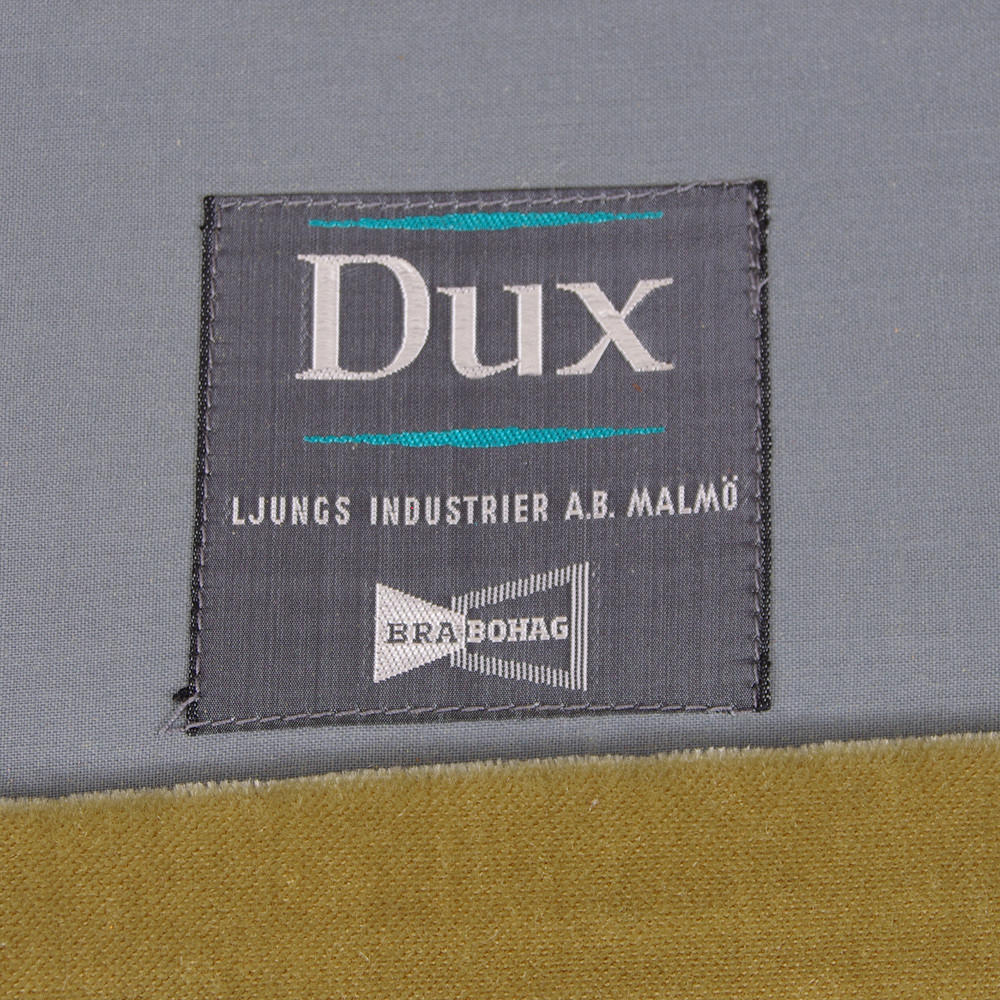 Dux
LJUNGS INDUSTRIER A.B. MALMÖ
BRA BOHAG